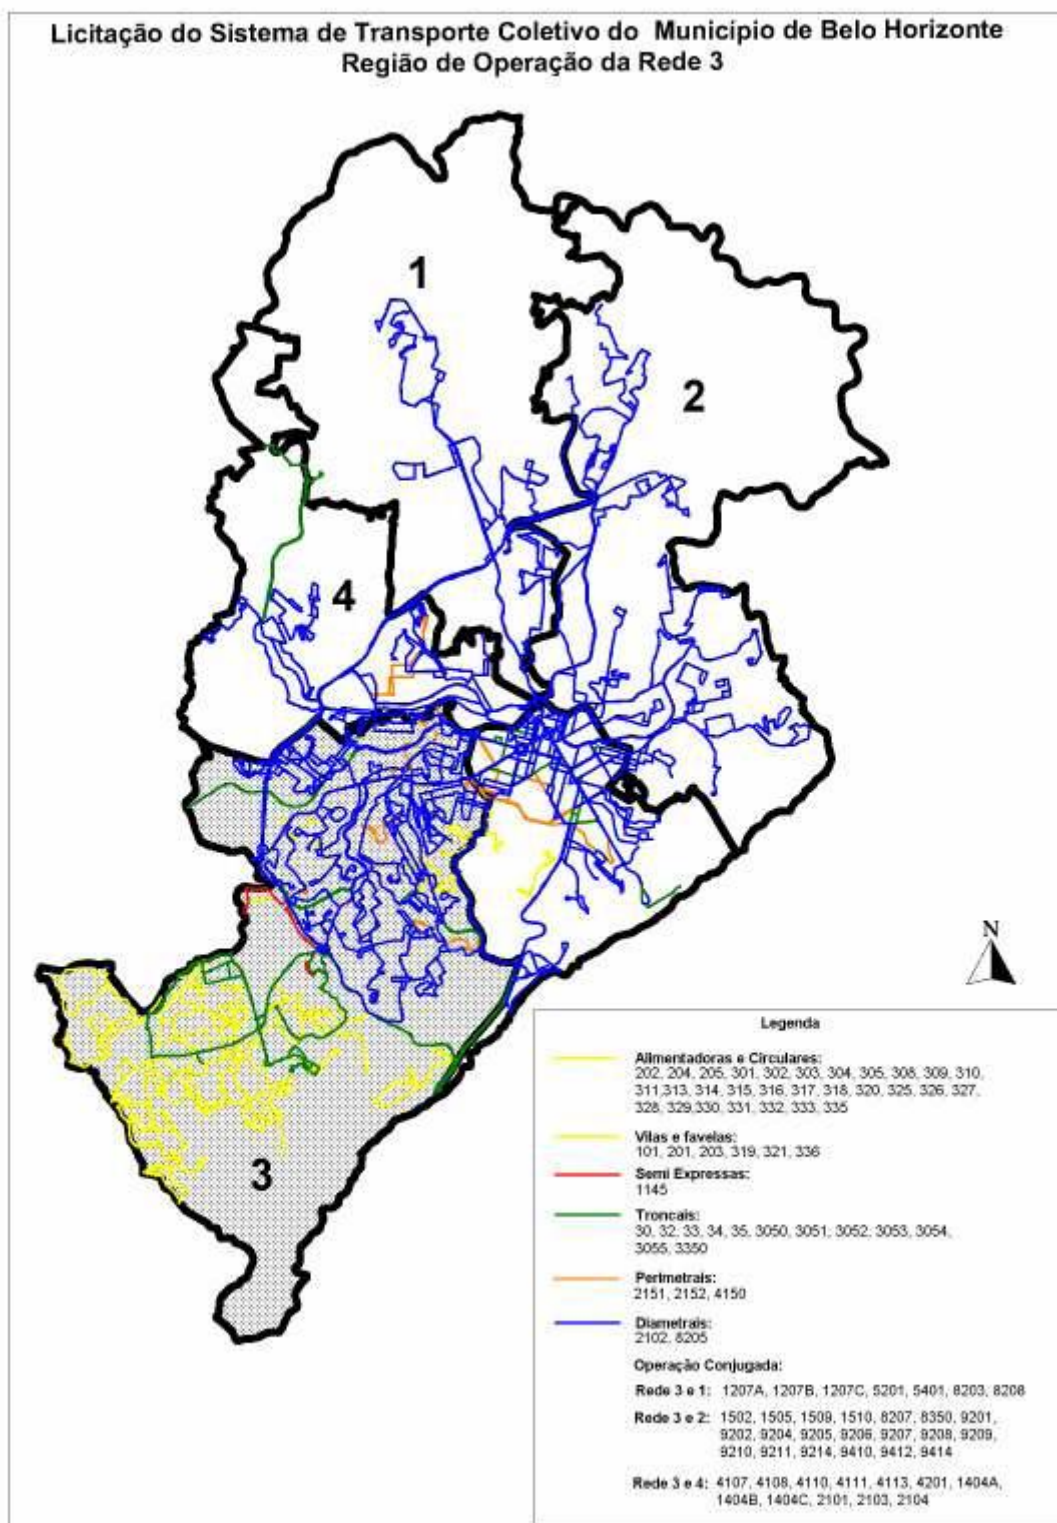 Licitação do Sistema de Transporte Coletivo do Município de Belo Horizonte
Região de Operação da Rede 3
1
2
4
3
N
Legenda
Alimentadoras e Circulares:
202, 204, 205, 301, 302, 303, 304, 305, 308, 309, 310,
311,313, 314, 315, 316, 317, 318, 320, 325, 326, 327,
328, 329,330, 331, 332, 333, 335
Vilas e favelas:
101, 201, 203, 319, 321, 336
Semi Expressas:
1145
Troncais:
30, 32, 33, 34, 35, 3050, 3051; 3052, 3053, 3054,
3055, 3350
Perimetrais:
2151, 2152, 4150
Diametrais:
2102, 8205
Operação Conjugada:
Rede 3 e 1: 1207A, 1207B, 1207C, 5201, 5401, 8203, 8208
Rede 3 e 2: 1502, 1505, 1509, 1510, 8207, 8350, 9201,
9202, 9204, 9205, 9206, 9207, 9208, 9209,
9210, 9211, 9214, 9410, 9412, 9414
Rede 3 e 4: 4107, 4108, 4110, 4111, 4113, 4201, 1404A,
1404B, 1404C, 2101, 2103, 2104